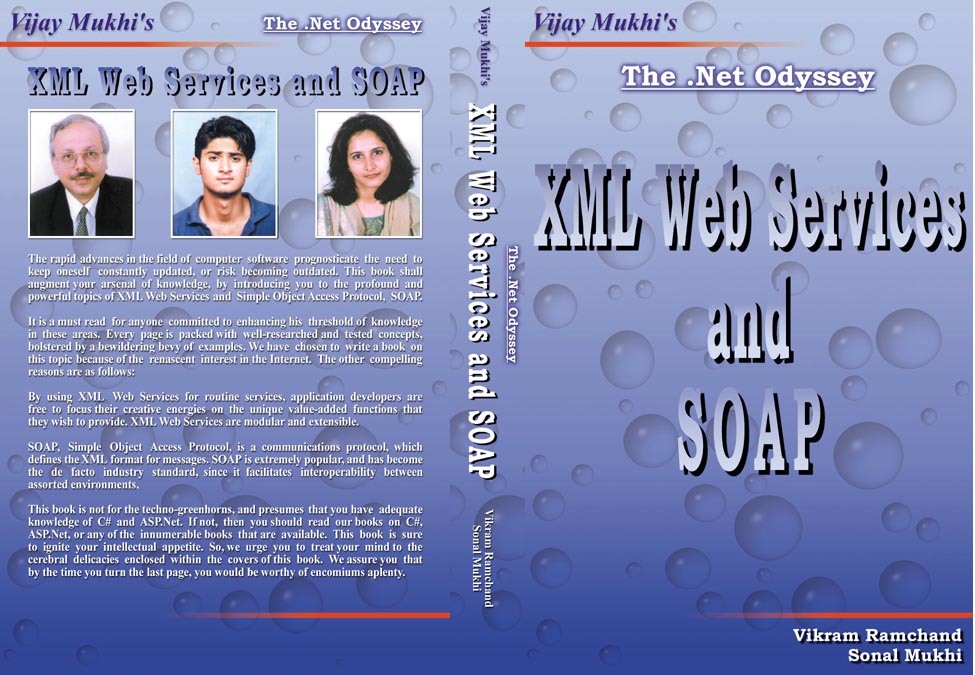 Vijay Mukhi's
The .Net Odyssey
XML Web Services and SOAP
The rapid advances in the field of computer software prognosticate the need to
keep oneself constantly updated, or risk becoming outdated. This book shall
augment your arsenal of knowledge, by introducing you to the profound and
powerful topics of XML Web Services and Simple Object Access Protocol, SOAP.
It is a must read for anyone committed to enhancing his threshold of knowledge
in these areas. Every page is packed with well-researched and tested concepts,
bolstered by a bewildering bevy of examples. We have chosen to write a book on
this topic because of the renascent interest in the Internet. The other compelling
reasons are as follows:
By using XML Web Services for routine services, application developers are
free to focus their creative energies on the unique value-added functions that
they wish to provide. XML Web Services are modular and extensible.
SOAP, Simple Object Access Protocol, is a communications protocol, which
defines the XML format for messages. SOAP is extremely popular, and has become
the de facto industry standard, since it facilitates interoperability between
assorted environments.
This book is not for the techno-greenhorns, and presumes that you have adequate
knowledge of C# and ASP.Net. If not, then you should read our books on C#,
ASP.Net, or any of the innumerable books that are available. This book is sure
to ignite your intellectual appetite. So, we urge you to treat your mind to the
cerebral delicacies enclosed within the covers of this book. We assure you that
by the time you turn the last page, you would be worthy of encomiums aplenty.
Vijay Mukhi's
XML Web Services and SOAP
The .Net Odyssey
Vikram Ramchand
Sonal Mukhi
Vijay Mukhi's
The .Net Odyssey
XML Web Services
and
SOAP
Vikram Ramchand
Sonal Mukhi